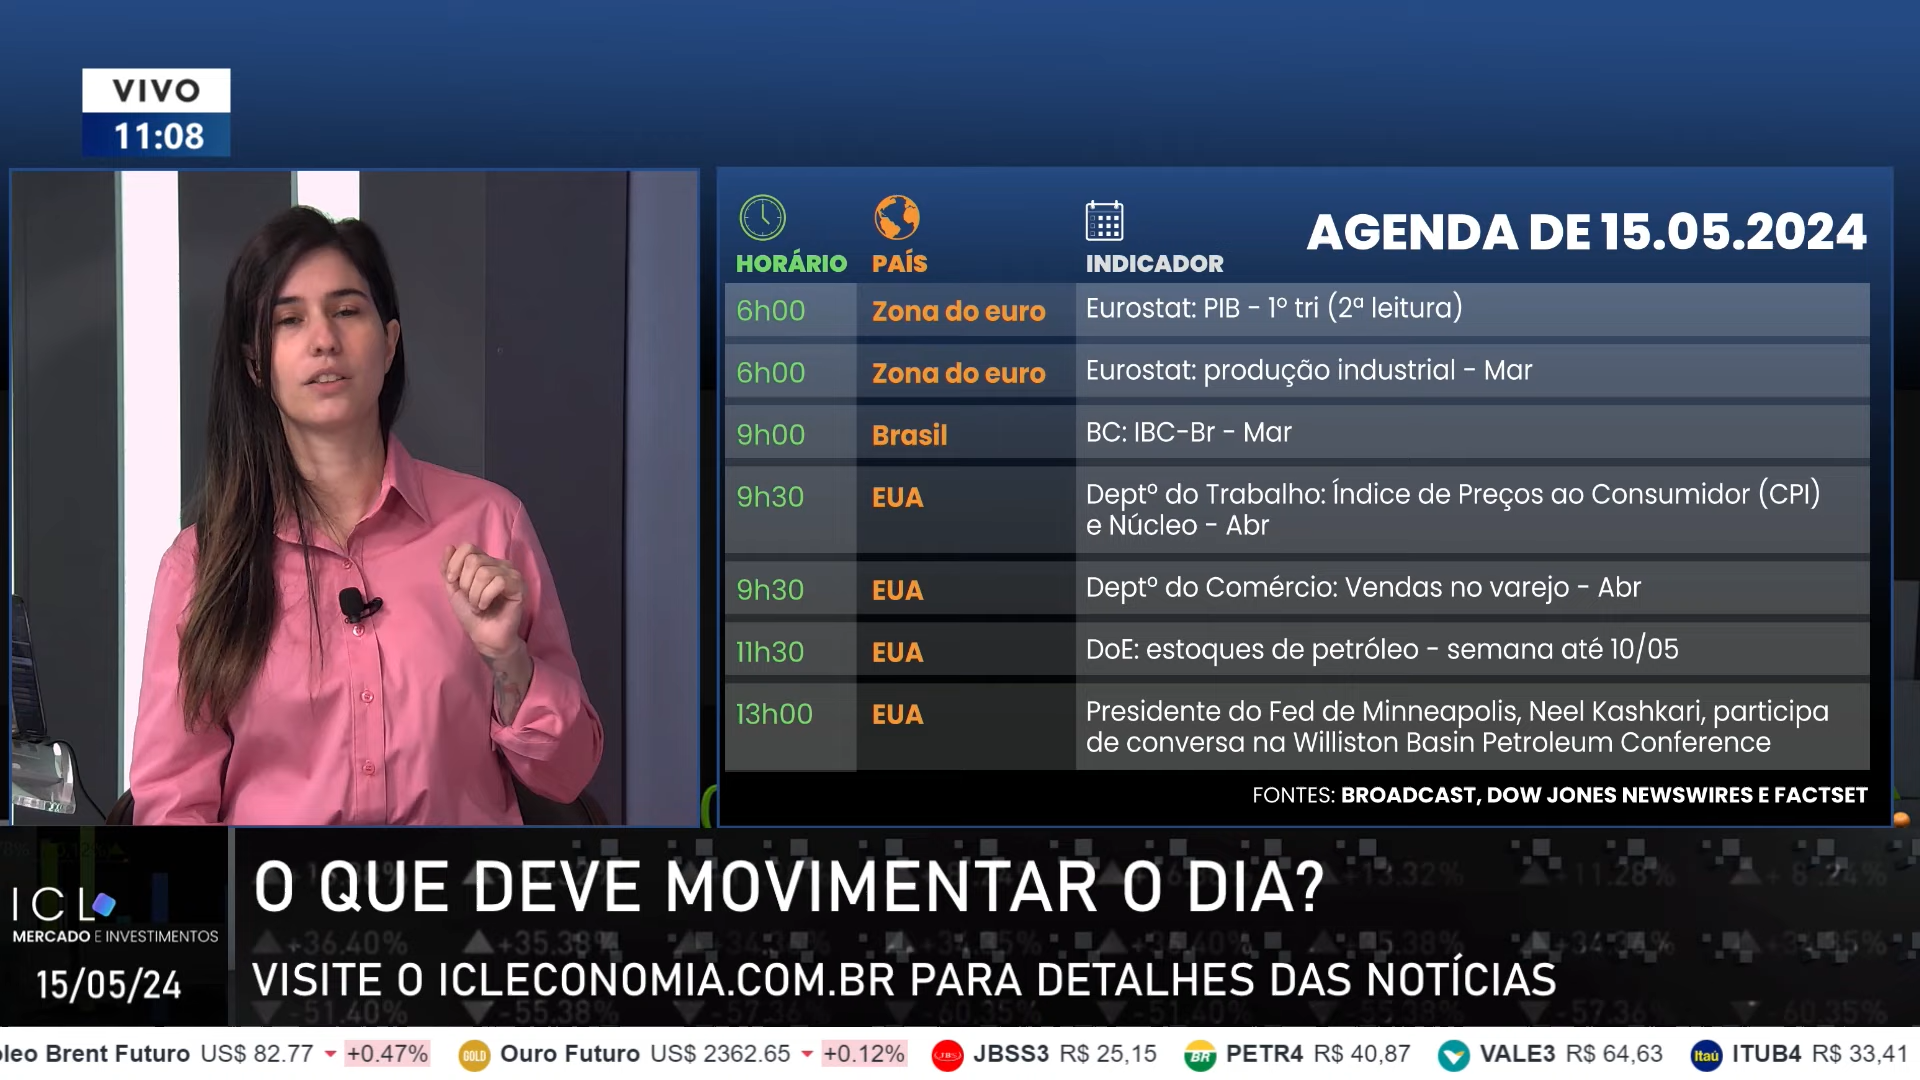 VIVO
11:08
HORÁRIO PAÍS INDICADOR
AGENDA DE 15.05.2024
6h00 Zona do euro Eurostat: PIB - 1º tri (2ª leitura)
6h00 Zona do euro Eurostat: produção industrial - Mar
9h00 Brasil BC: IBC-Br - Mar
9h30 EUA Deptº do Trabalho: Índice de Preços ao Consumidor (CPI)
e Núcleo - Abr
9h30 EUA Deptº do Comércio: Vendas no varejo - Abr
11h30 EUA DoE: estoques de petróleo - semana até 10/05
13h00 EUA Presidente do Fed de Minneapolis, Neel Kashkari, participa
de conversa na Williston Basin Petroleum Conference
FONTES: BROADCAST, DOW JONES NEWSWIRES E FACTSET
ICL
MERCADO E INVESTIMENTOS
15/05/24
O QUE DEVE MOVIMENTAR O DIA?
VISITE O ICLECONOMIA.COM.BR PARA DETALHES DAS NOTÍCIAS
leo Brent Futuro US$ 82.77 +0.47% GOLD Ouro Futuro US$ 2362.65 +0.12% JBS JBSS3 R$ 25,15 BR PETR4 R$ 40,87 VALE3 R$ 64,63 Itaú ITUB4 R$ 33,41